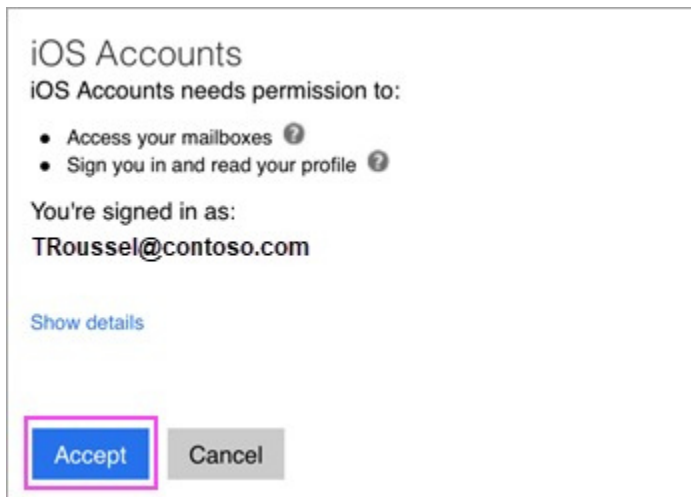 iOS Accounts
iOS Accounts needs permission to:
● Access your mailboxes ?
● Sign you in and read your profile ?
You're signed in as:
TRoussel@contoso.com
Show details
Accept Cancel